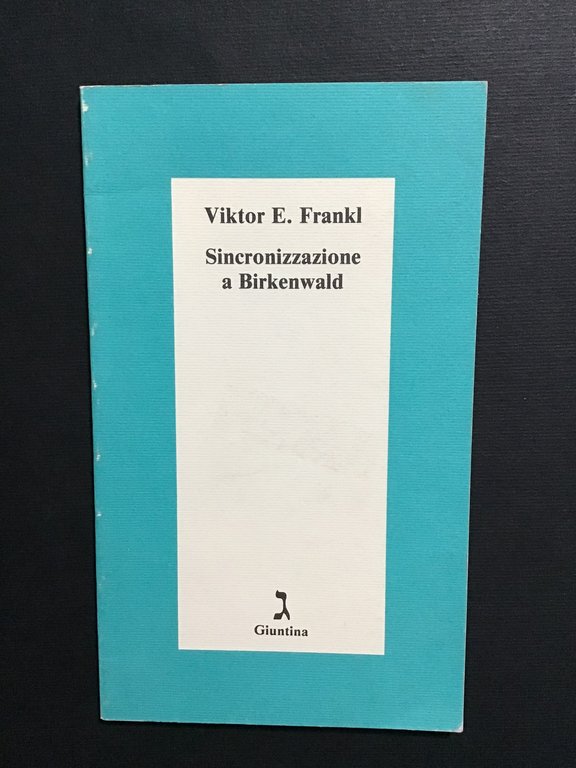 Viktor E. Frankl
Sincronizzazione
a Birkenwald
ג
Giuntina